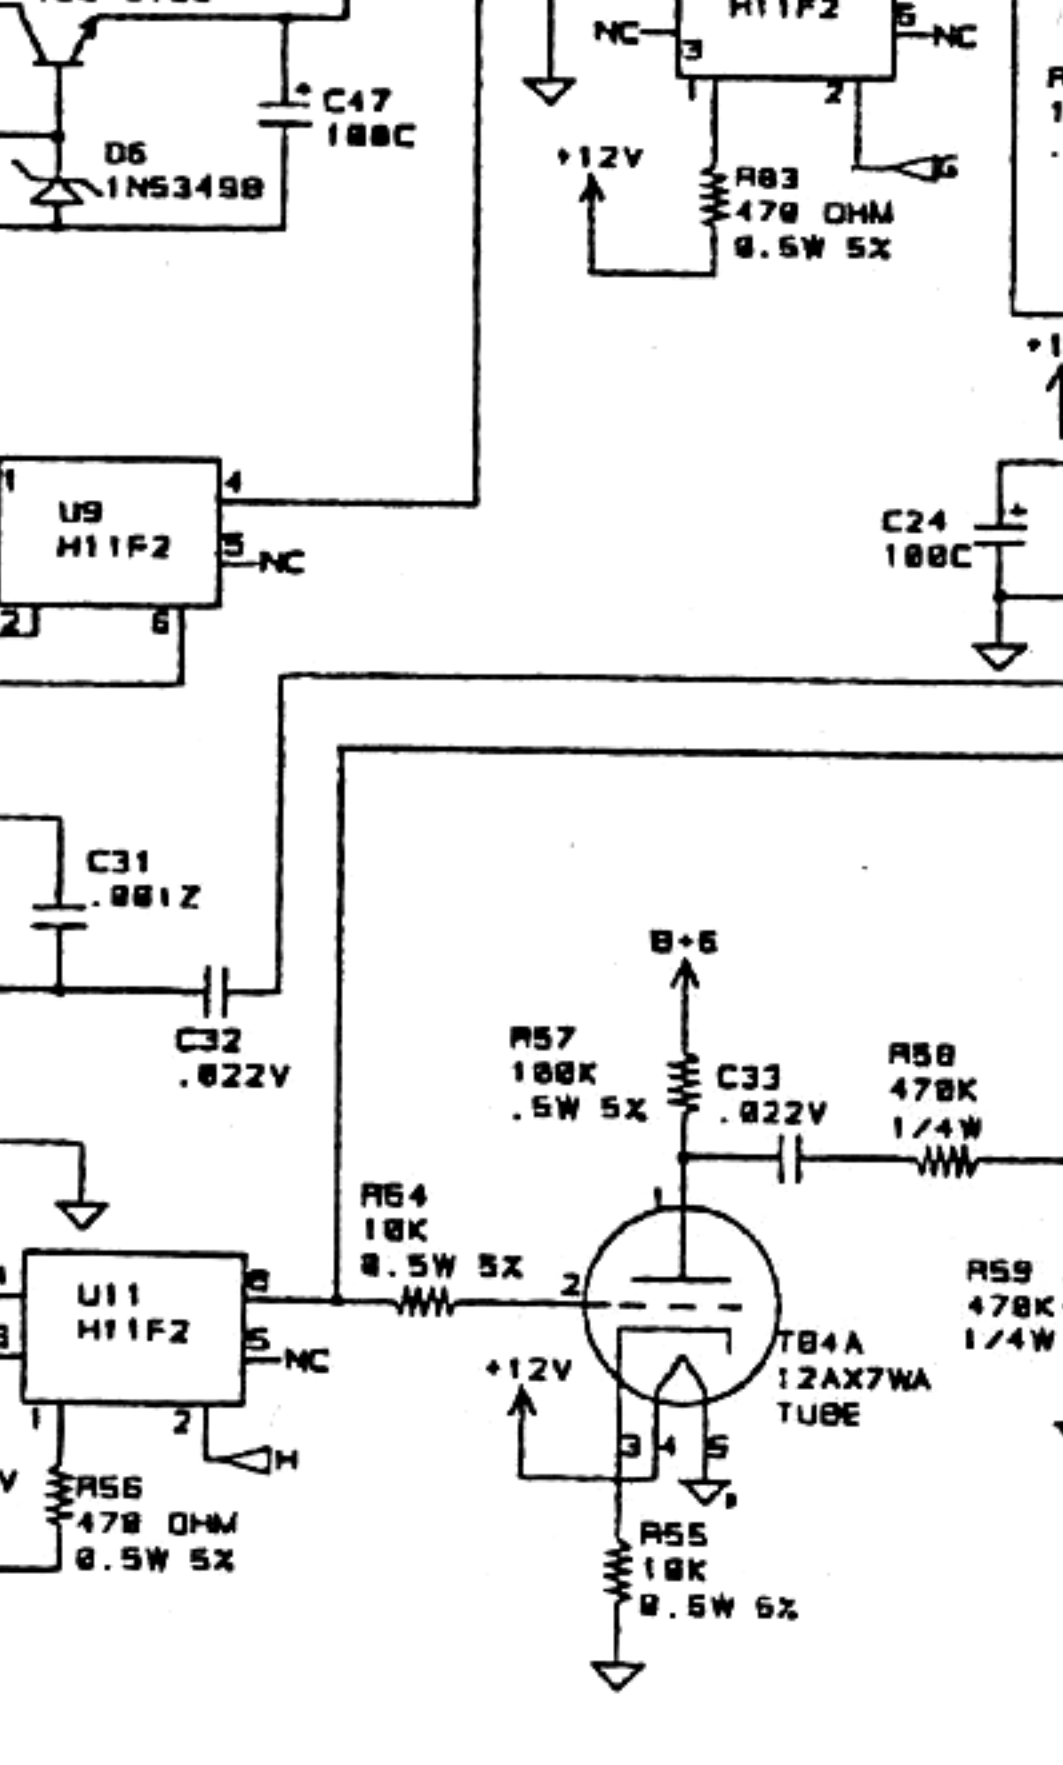 H11F2
NC
3
6
NC
1
2
C47
100C
+12V
G
D6
1N5349B
R83
470 OHM
0.5W 5%
1
4
U9
H11F2
5
NC
2
6
C24
+
100C
C31
.001Z
B+6
C32
.022V
R57
100K
.5W 5%
C33
.022V
R58
470K
1/4W
1
R64
10K
0.5W 5%
2
U11
H11F2
6
5
NC
R59
470K
1/4W
+12V
TB4A
12AX7WA
TUBE
1
2
H
3
4
5
V
R56
470 OHM
0.5W 5%
R55
10K
0.5W 5%